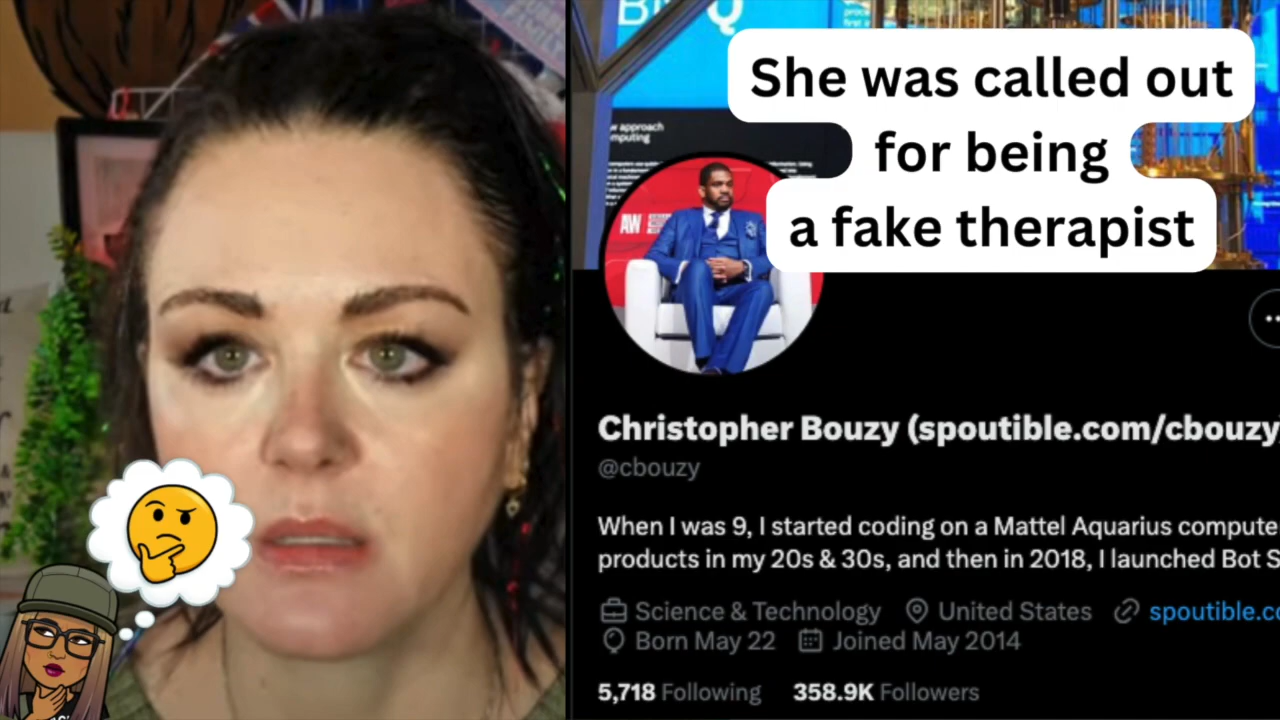 She was called out
for being
a fake therapist
AW
Christopher Bouzy (spoutible.com/cbouzy
@cbouzy
When I was 9, I started coding on a Mattel Aquarius compute
products in my 20s & 30s, and then in 2018, I launched Bot S
Science & Technology United States spoutible.co
Born May 22 Joined May 2014
5,718 Following 358.9K Followers